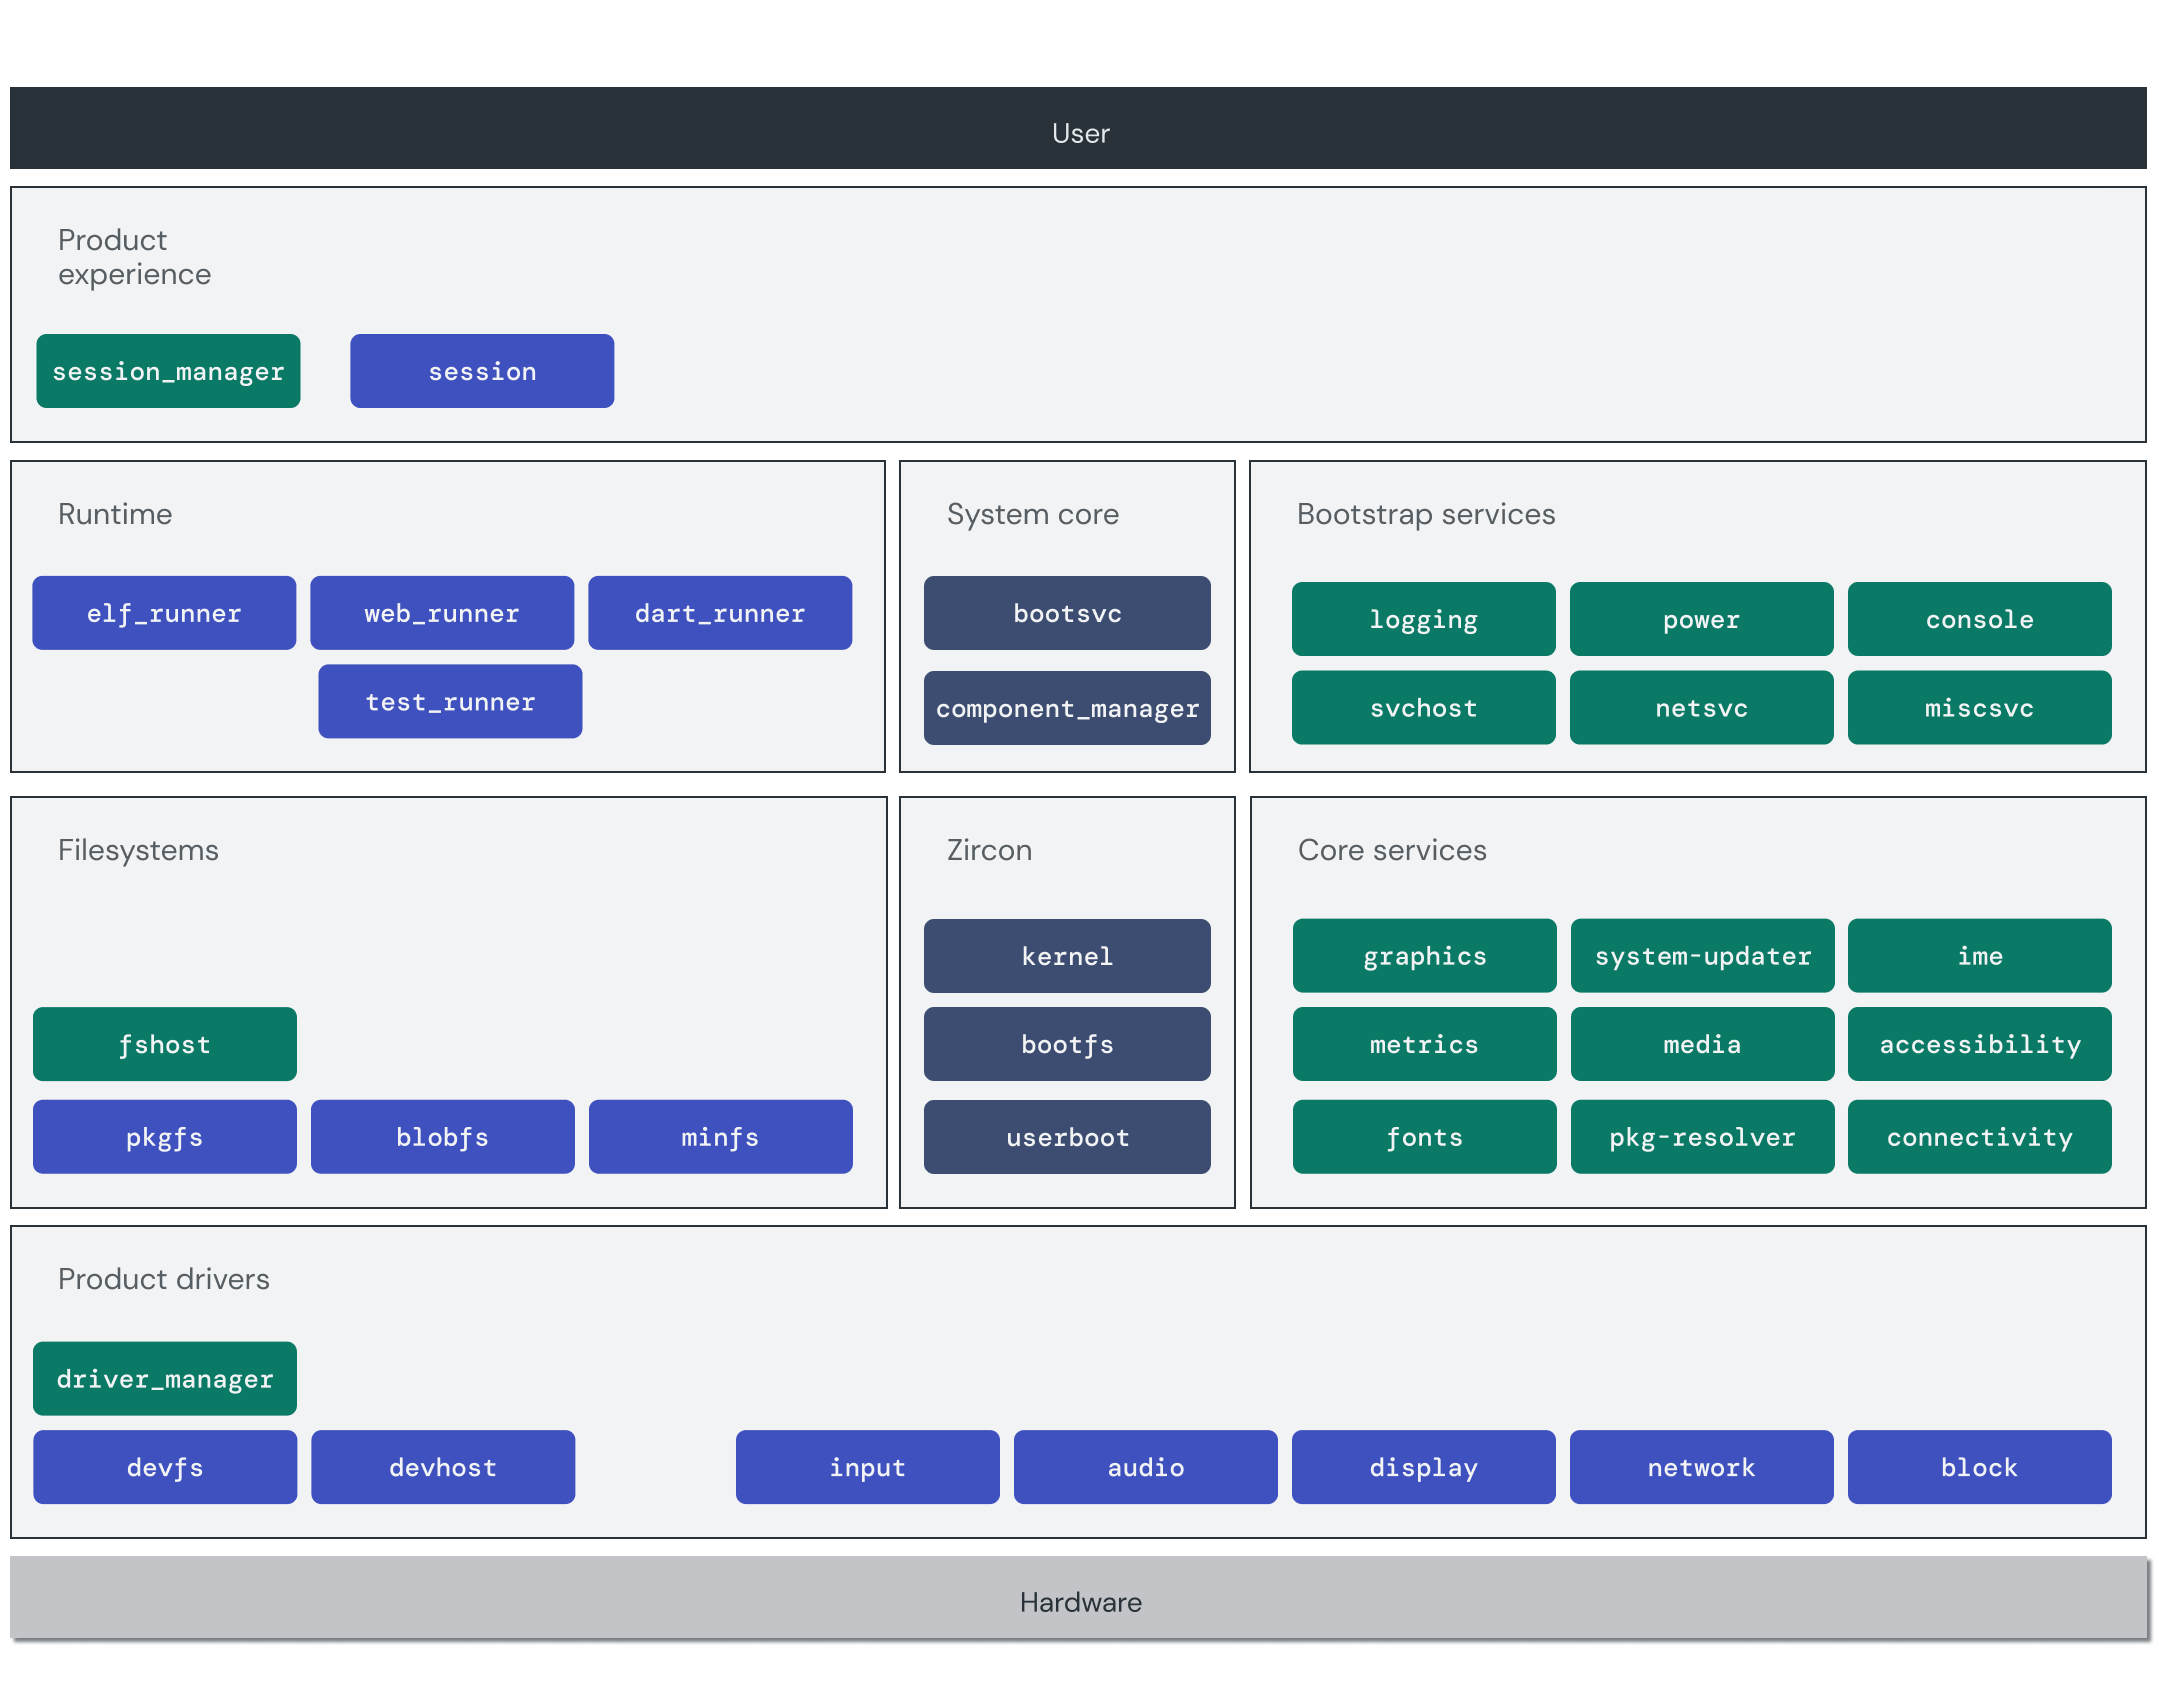 User
Product
experience
session_manager
session
Runtime
elf_runner
web_runner
dart_runner
test_runner
System core
bootsvc
component_manager
Bootstrap services
logging
power
console
svchost
netsvc
miscsvc
Filesystems
fshost
pkgfs
blobfs
minfs
Zircon
kernel
bootfs
userboot
Core services
graphics
system-updater
ime
metrics
media
accessibility
fonts
pkg-resolver
connectivity
Product drivers
driver_manager
devfs
devhost
input
audio
display
network
block
Hardware